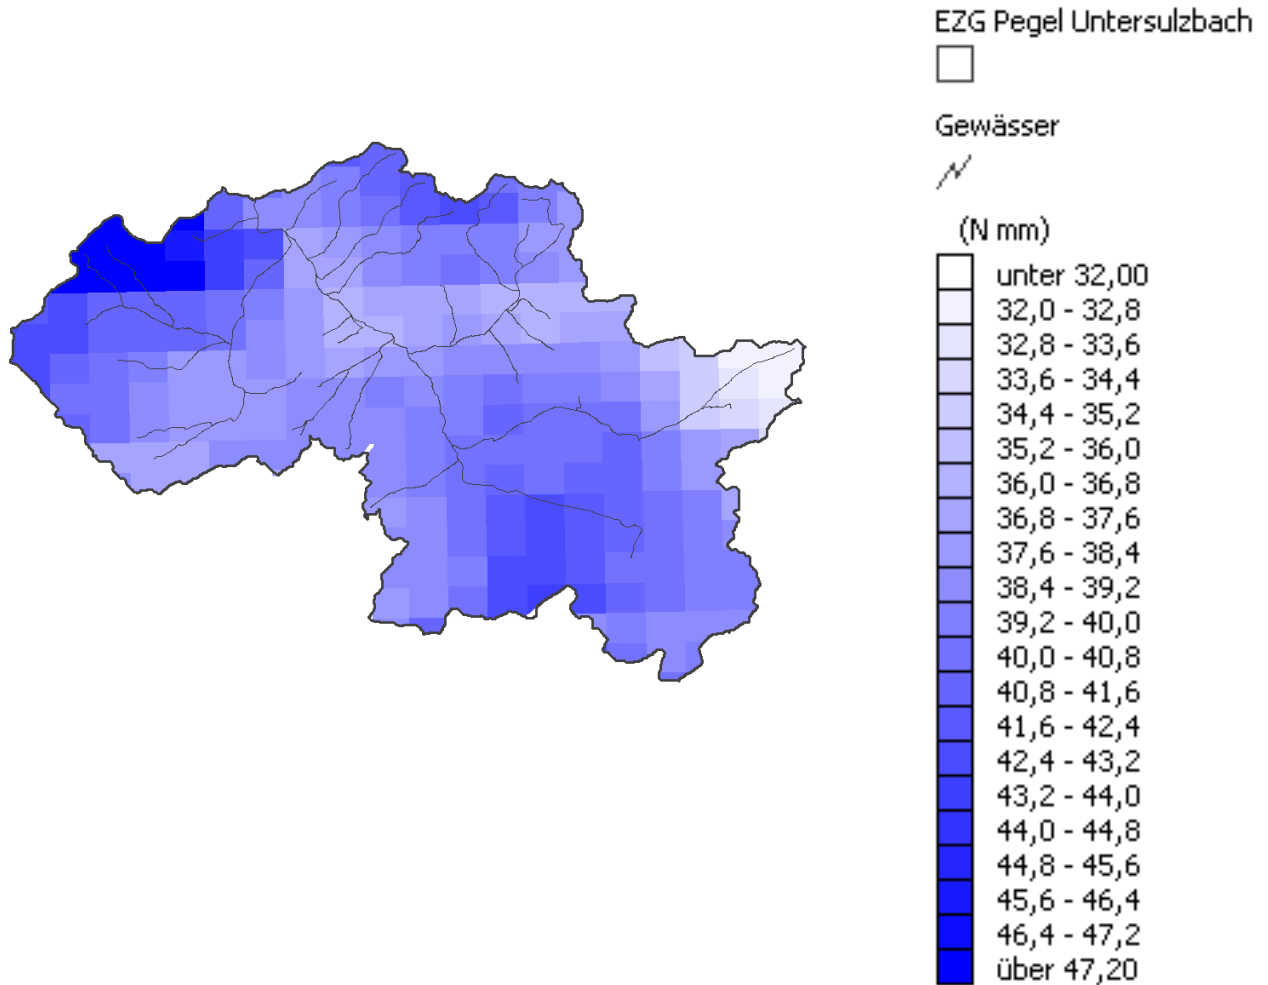 EZG Pegel Untersulzbach
Gewässer
(N mm)
unter 32,00
32,0 - 32,8
32,8 - 33,6
33,6 - 34,4
34,4 - 35,2
35,2 - 36,0
36,0 - 36,8
36,8 - 37,6
37,6 - 38,4
38,4 - 39,2
39,2 - 40,0
40,0 - 40,8
40,8 - 41,6
41,6 - 42,4
42,4 - 43,2
43,2 - 44,0
44,0 - 44,8
44,8 - 45,6
45,6 - 46,4
46,4 - 47,2
über 47,20